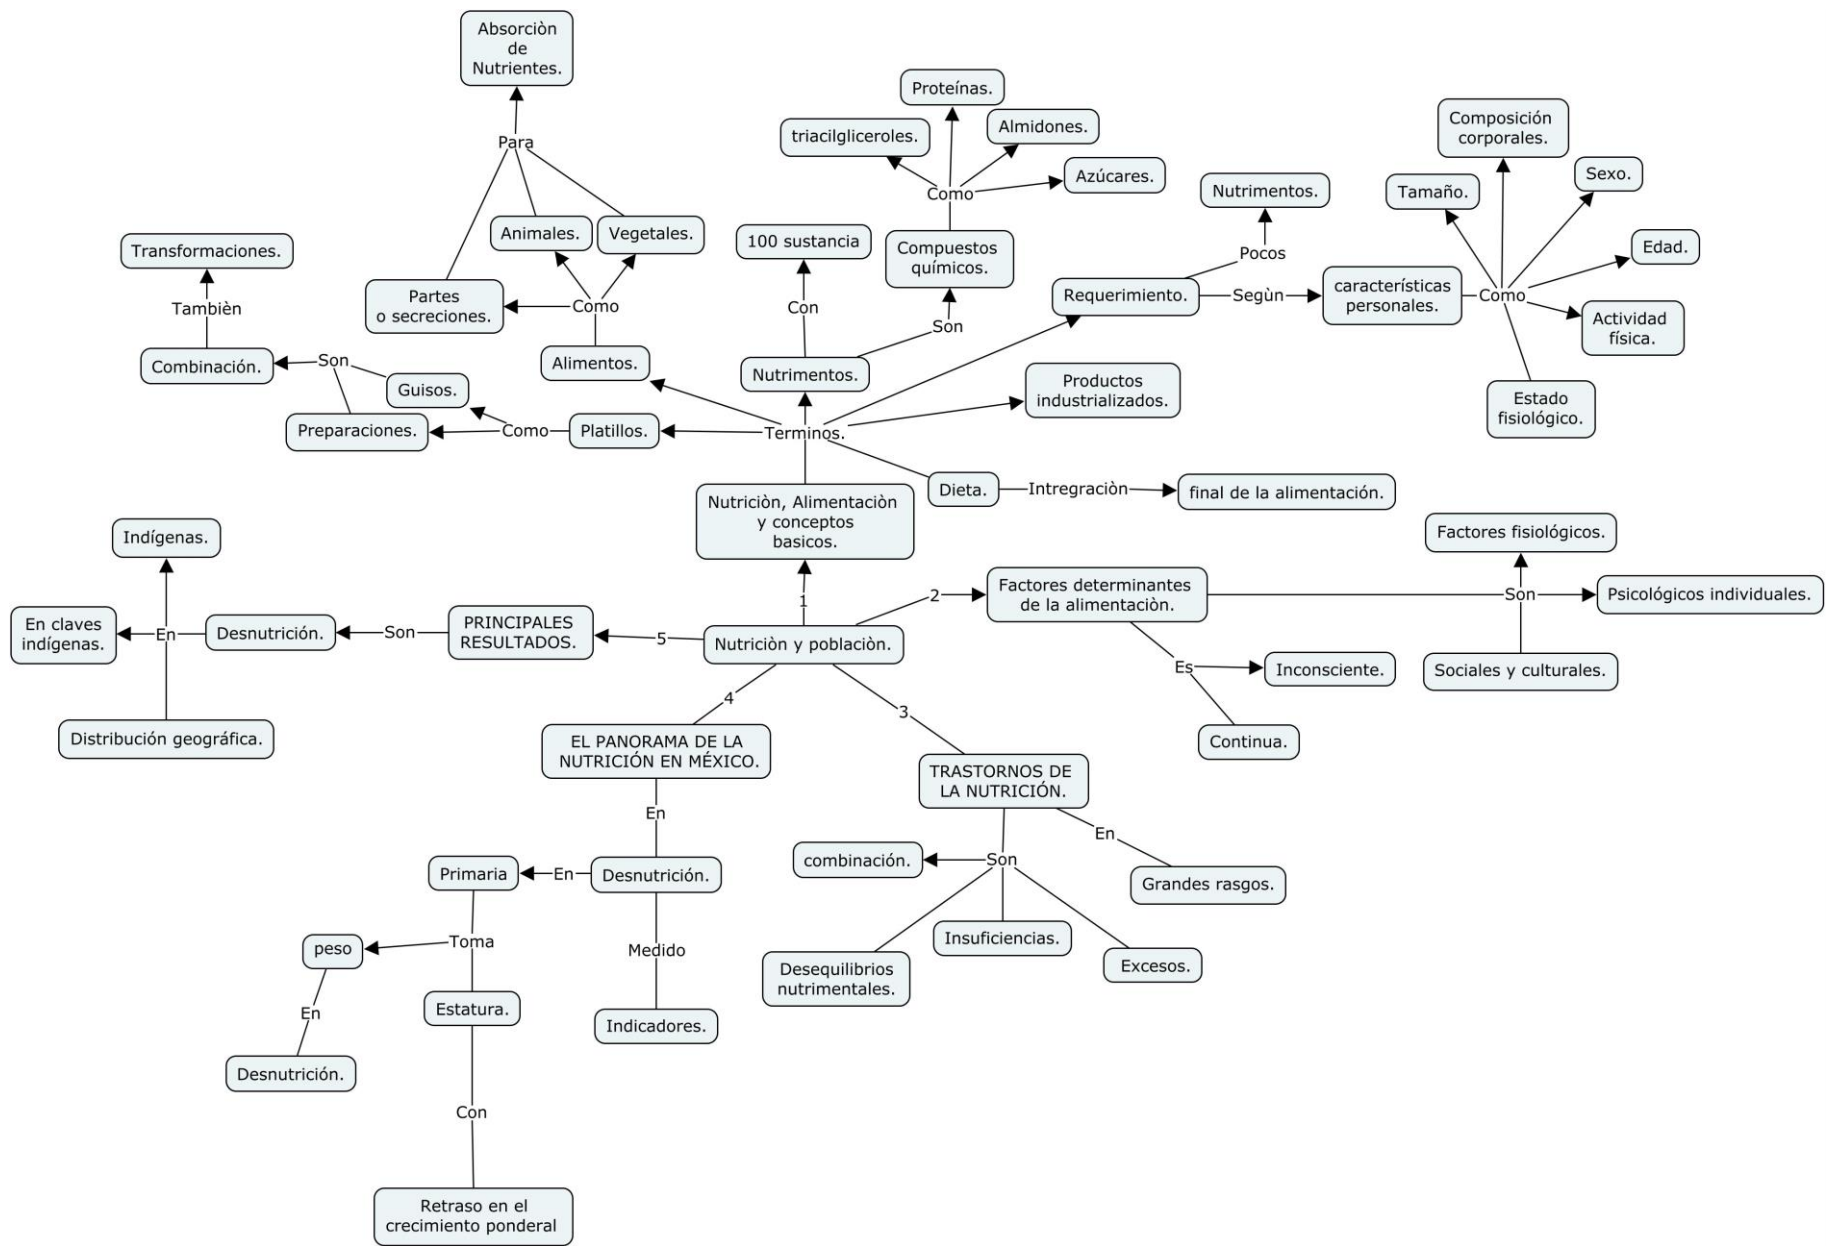 Absorciòn
de
Nutrientes.
Para
Animales.
Vegetales.
Partes
o secreciones.
Como
Alimentos.
Transformaciones.
Tambièn
Combinación.
Son
Guisos.
Preparaciones.
Como
Platillos.
Terminos.
Proteínas.
triacilgliceroles.
Almidones.
Azúcares.
Como
100 sustancia
Compuestos
químicos.
Con
Son
Nutrimentos.
Nutrimentos.
Pocos
Requerimiento.
Segùn
características
personales.
Como
Composición
corporales.
Tamaño.
Sexo.
Edad.
Actividad
física.
Estado
fisiológico.
Productos
industrializados.
Dieta.
Intregraciòn
final de la alimentación.
Nutriciòn, Alimentaciòn
y conceptos
basicos.
1
Nutriciòn y poblaciòn.
2
Factores determinantes
de la alimentaciòn.
Son
Factores fisiológicos.
Psicológicos individuales.
Sociales y culturales.
Es
Inconsciente.
Continua.
5
PRINCIPALES
RESULTADOS.
Son
Desnutrición.
En
Indígenas.
En claves
indígenas.
Distribución geográfica.
4
EL PANORAMA DE LA
NUTRICIÓN EN MÉXICO.
En
Desnutrición.
En
Primaria
Toma
peso
En
Desnutrición.
Estatura.
Con
Retraso en el
crecimiento ponderal
Medido
Indicadores.
3
TRASTORNOS DE
LA NUTRICIÓN.
En
Grandes rasgos.
Son
combinación.
Desequilibrios
nutrimentales.
Insuficiencias.
Excesos.